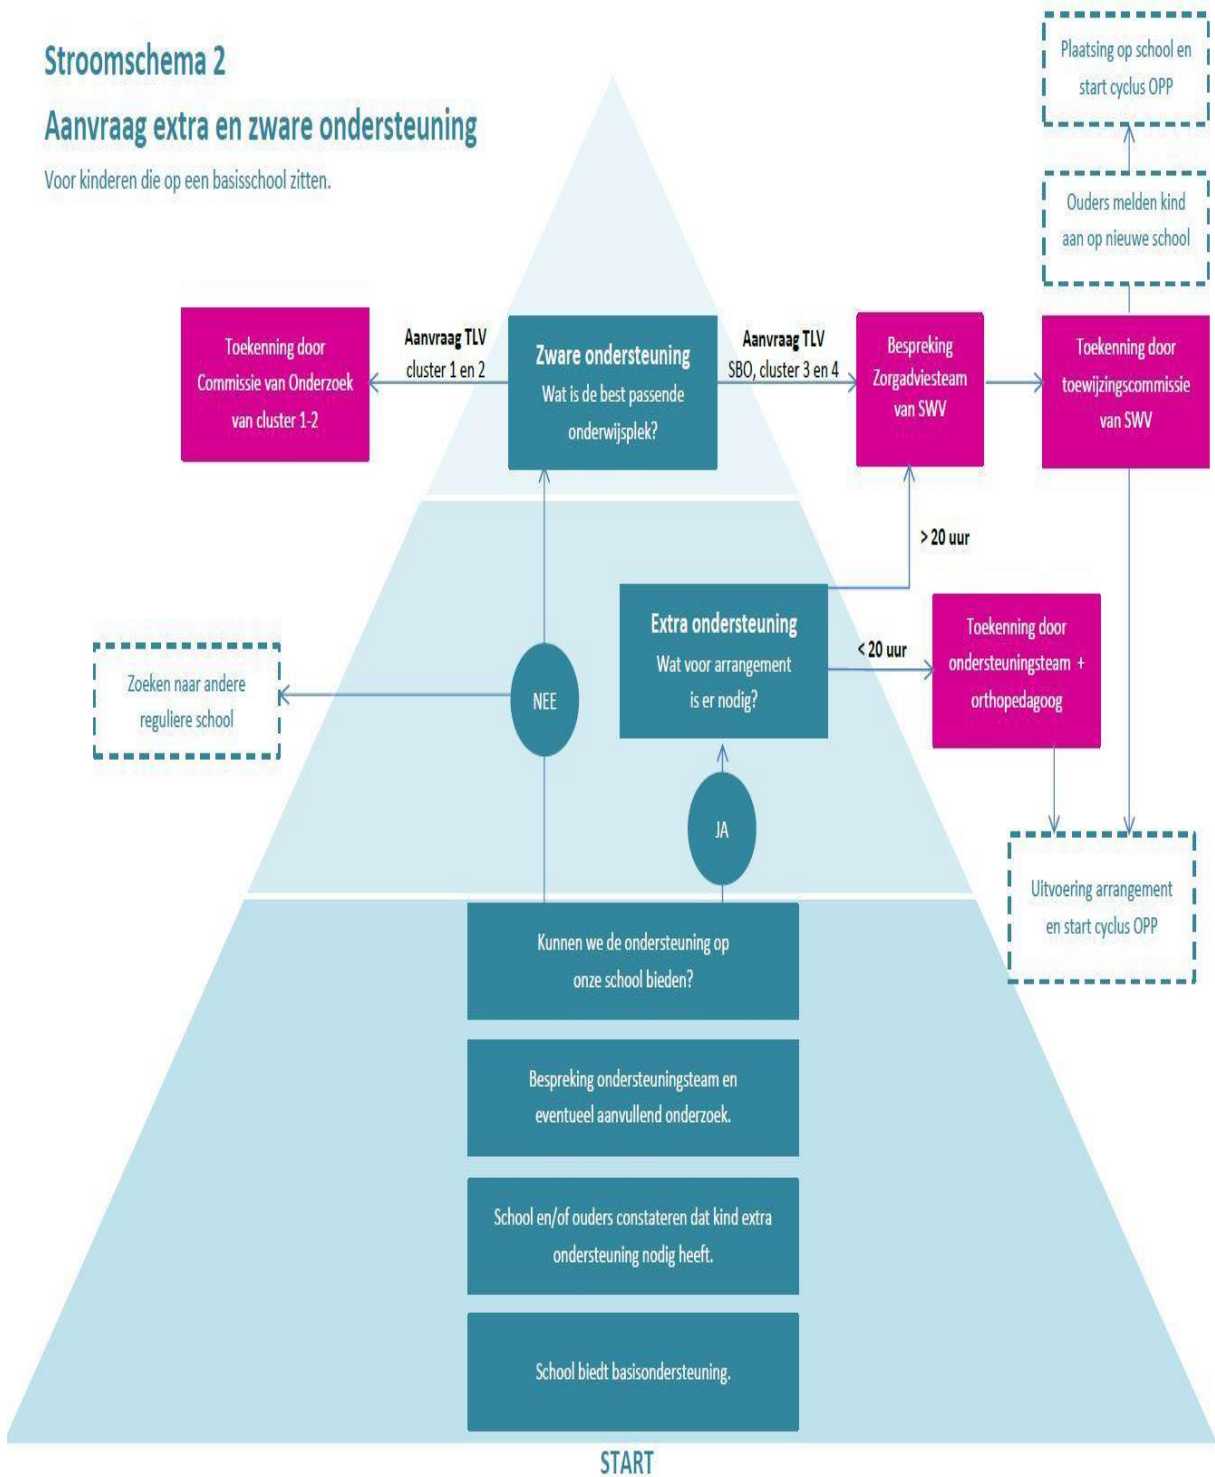 Stroomschema 2
Aanvraag extra en zware ondersteuning
Voor kinderen die op een basisschool zitten.
Plaatsing op school en
start cyclus OPP
Ouders melden kind
aan op nieuwe school
Toekenning door
Commissie van Onderzoek
van cluster 1-2
Aanvraag TLV
cluster 1 en 2
Zware ondersteuning
Wat is de best passende
onderwijsplek?
Aanvraag TLV
SBO, cluster 3 en 4
Bespreking
Zorgadviesteam
van SWV
Toekenning door
toewijzingscommissie
van SWV
> 20 uur
Extra ondersteuning
Wat voor arrangement
is er nodig?
< 20 uur
Toekenning door
ondersteuningsteam +
orthopedagoog
Zoeken naar andere
reguliere school
NEE
JA
Uitvoering arrangement
en start cyclus OPP
Kunnen we de ondersteuning op
onze school bieden?
Bespreking ondersteuningsteam en
eventueel aanvullend onderzoek.
School en/of ouders constateren dat kind extra
ondersteuning nodig heeft.
School biedt basisondersteuning.
START